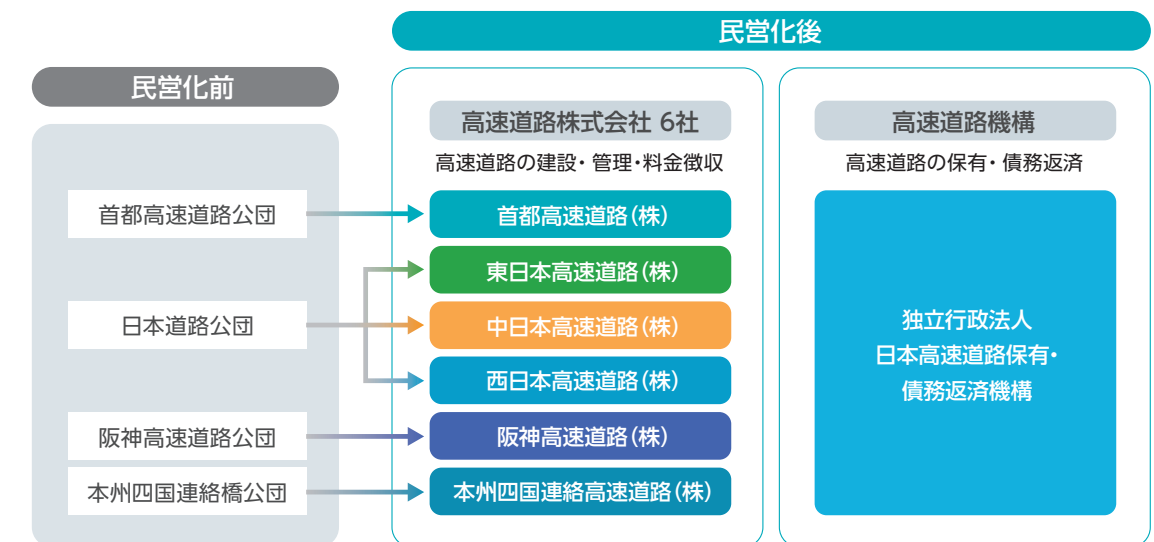 民営化後
民営化前
高速道路株式会社 6社
高速道路の建設・管理・料金徴収
高速道路機構
高速道路の保有・債務返済
首都高速道路公団
首都高速道路(株)
東日本高速道路(株)
日本道路公団
中日本高速道路(株)
西日本高速道路(株)
阪神高速道路公団
阪神高速道路(株)
本州四国連絡橋公団
本州四国連絡高速道路(株)
独立行政法人
日本高速道路保有・
債務返済機構